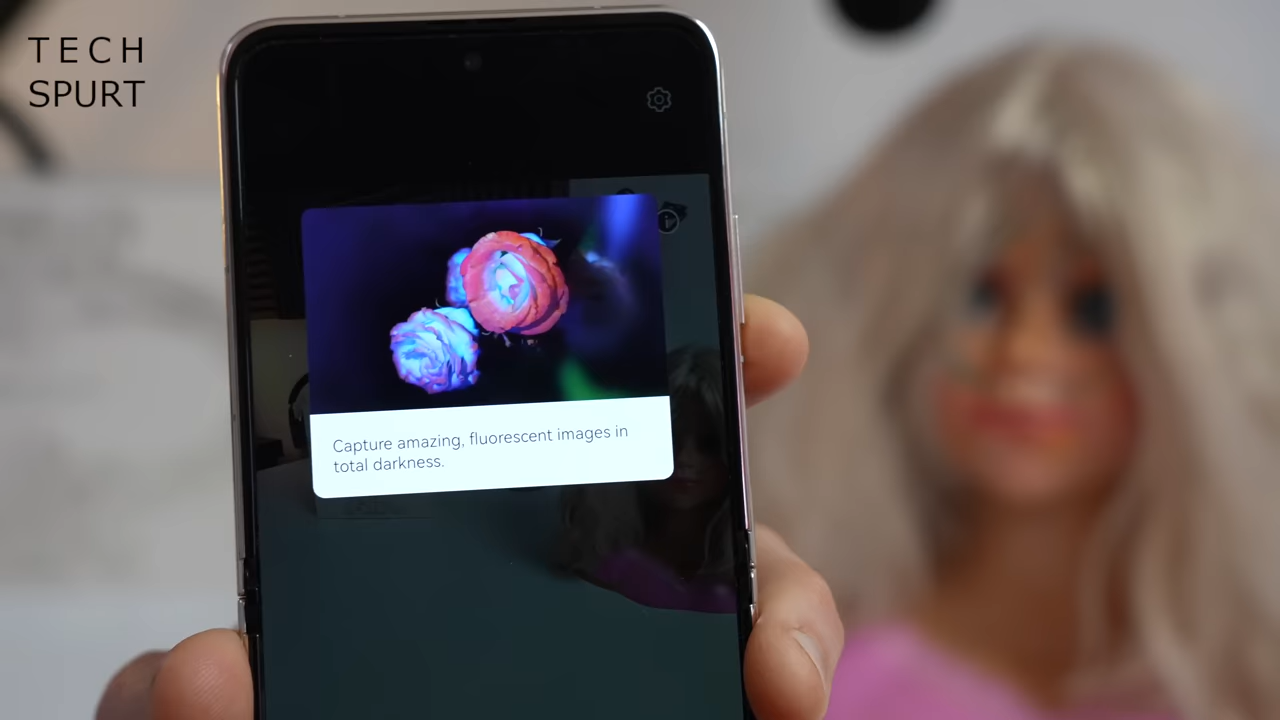 TECH
SPURT
Capture amazing, fluorescent images in
total darkness.